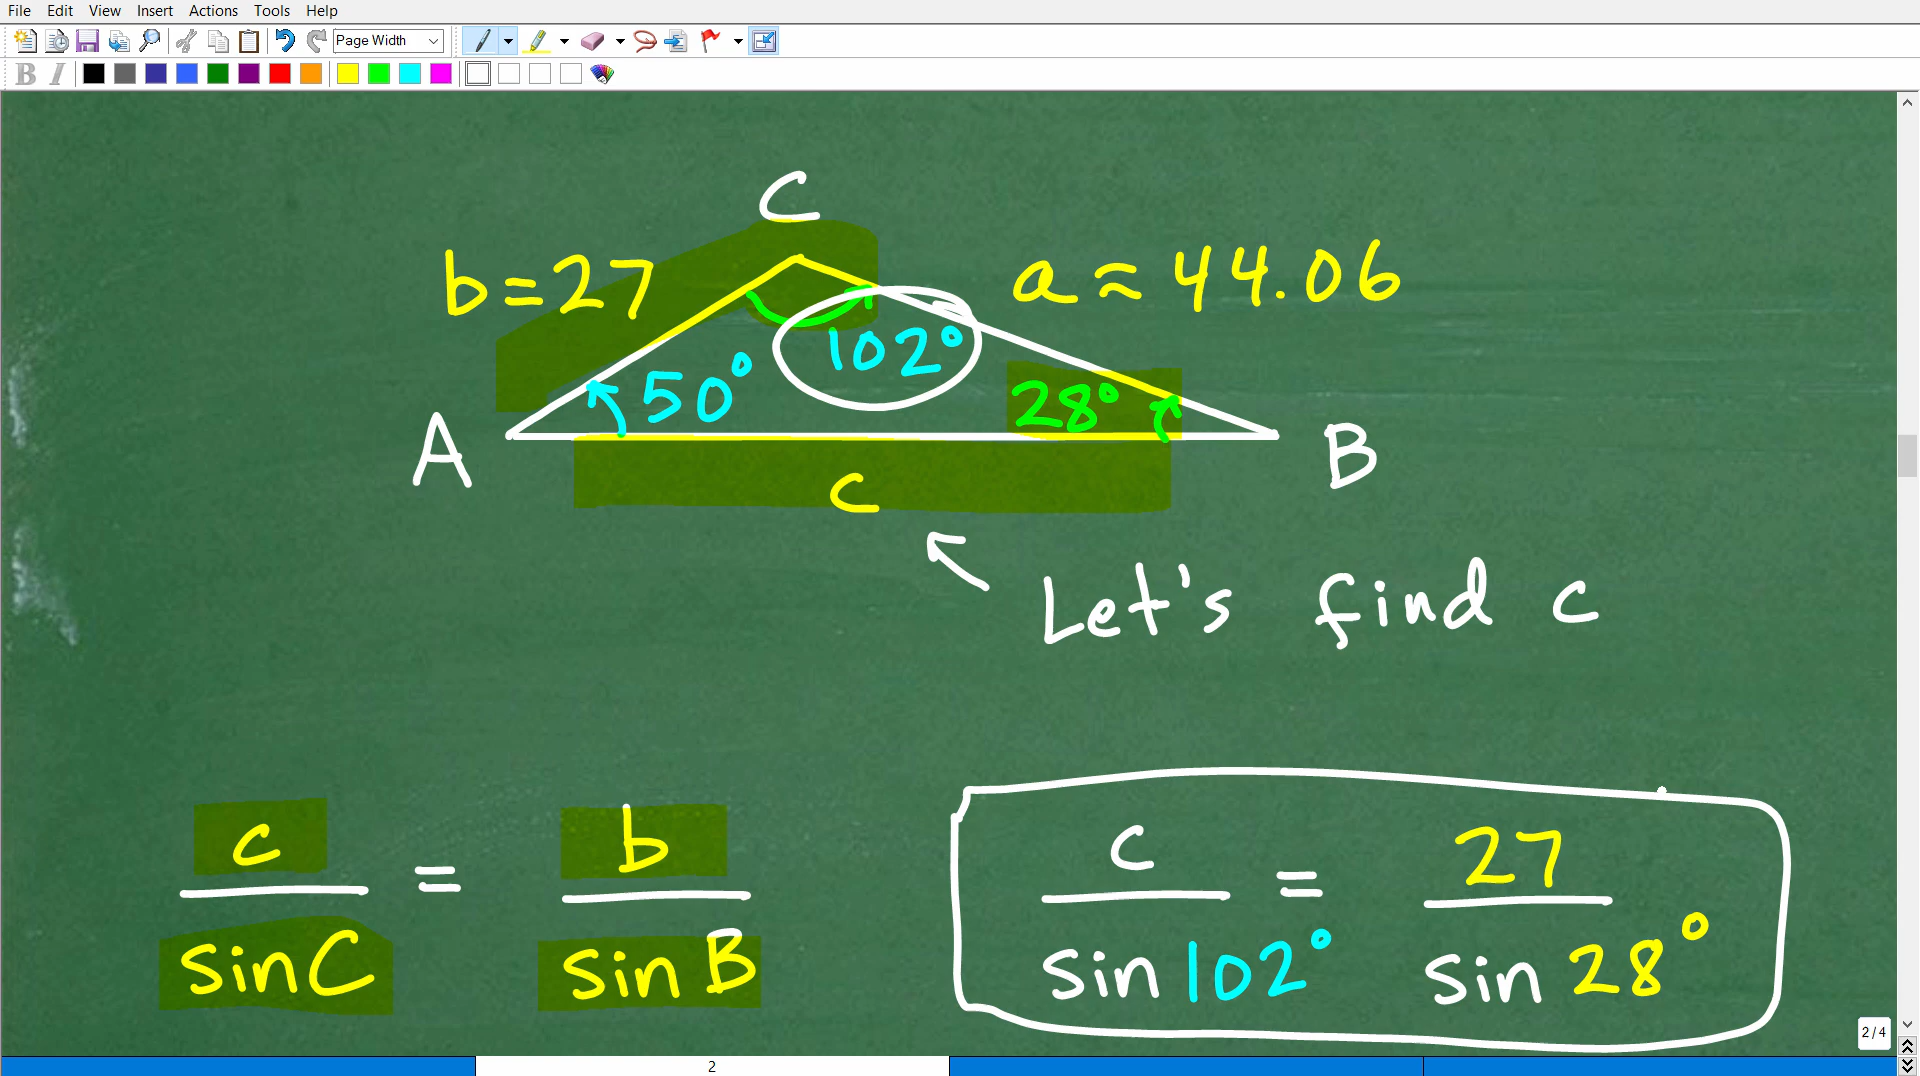 File Edit View Insert Actions Tools Help
Page Width
B I
C
b=27
a≈44.06
102°
50°
28°
A
B
c
Let's find c
c = b
sinC sin B
c = 27
sin 102° sin 28°
2/4
2